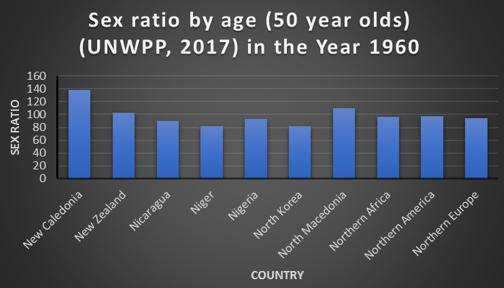 Sex ratio by age (50 year olds)
(UNWPP, 2017) in the Year 1960
SEX RATIO
160
140
120
100
80
60
40
20
0
New Caledonia
New Zealand
Nicaragua
Niger
Nigeria
North Korea
North Macedonia
Northern Africa
Northern America
Northern Europe
COUNTRY